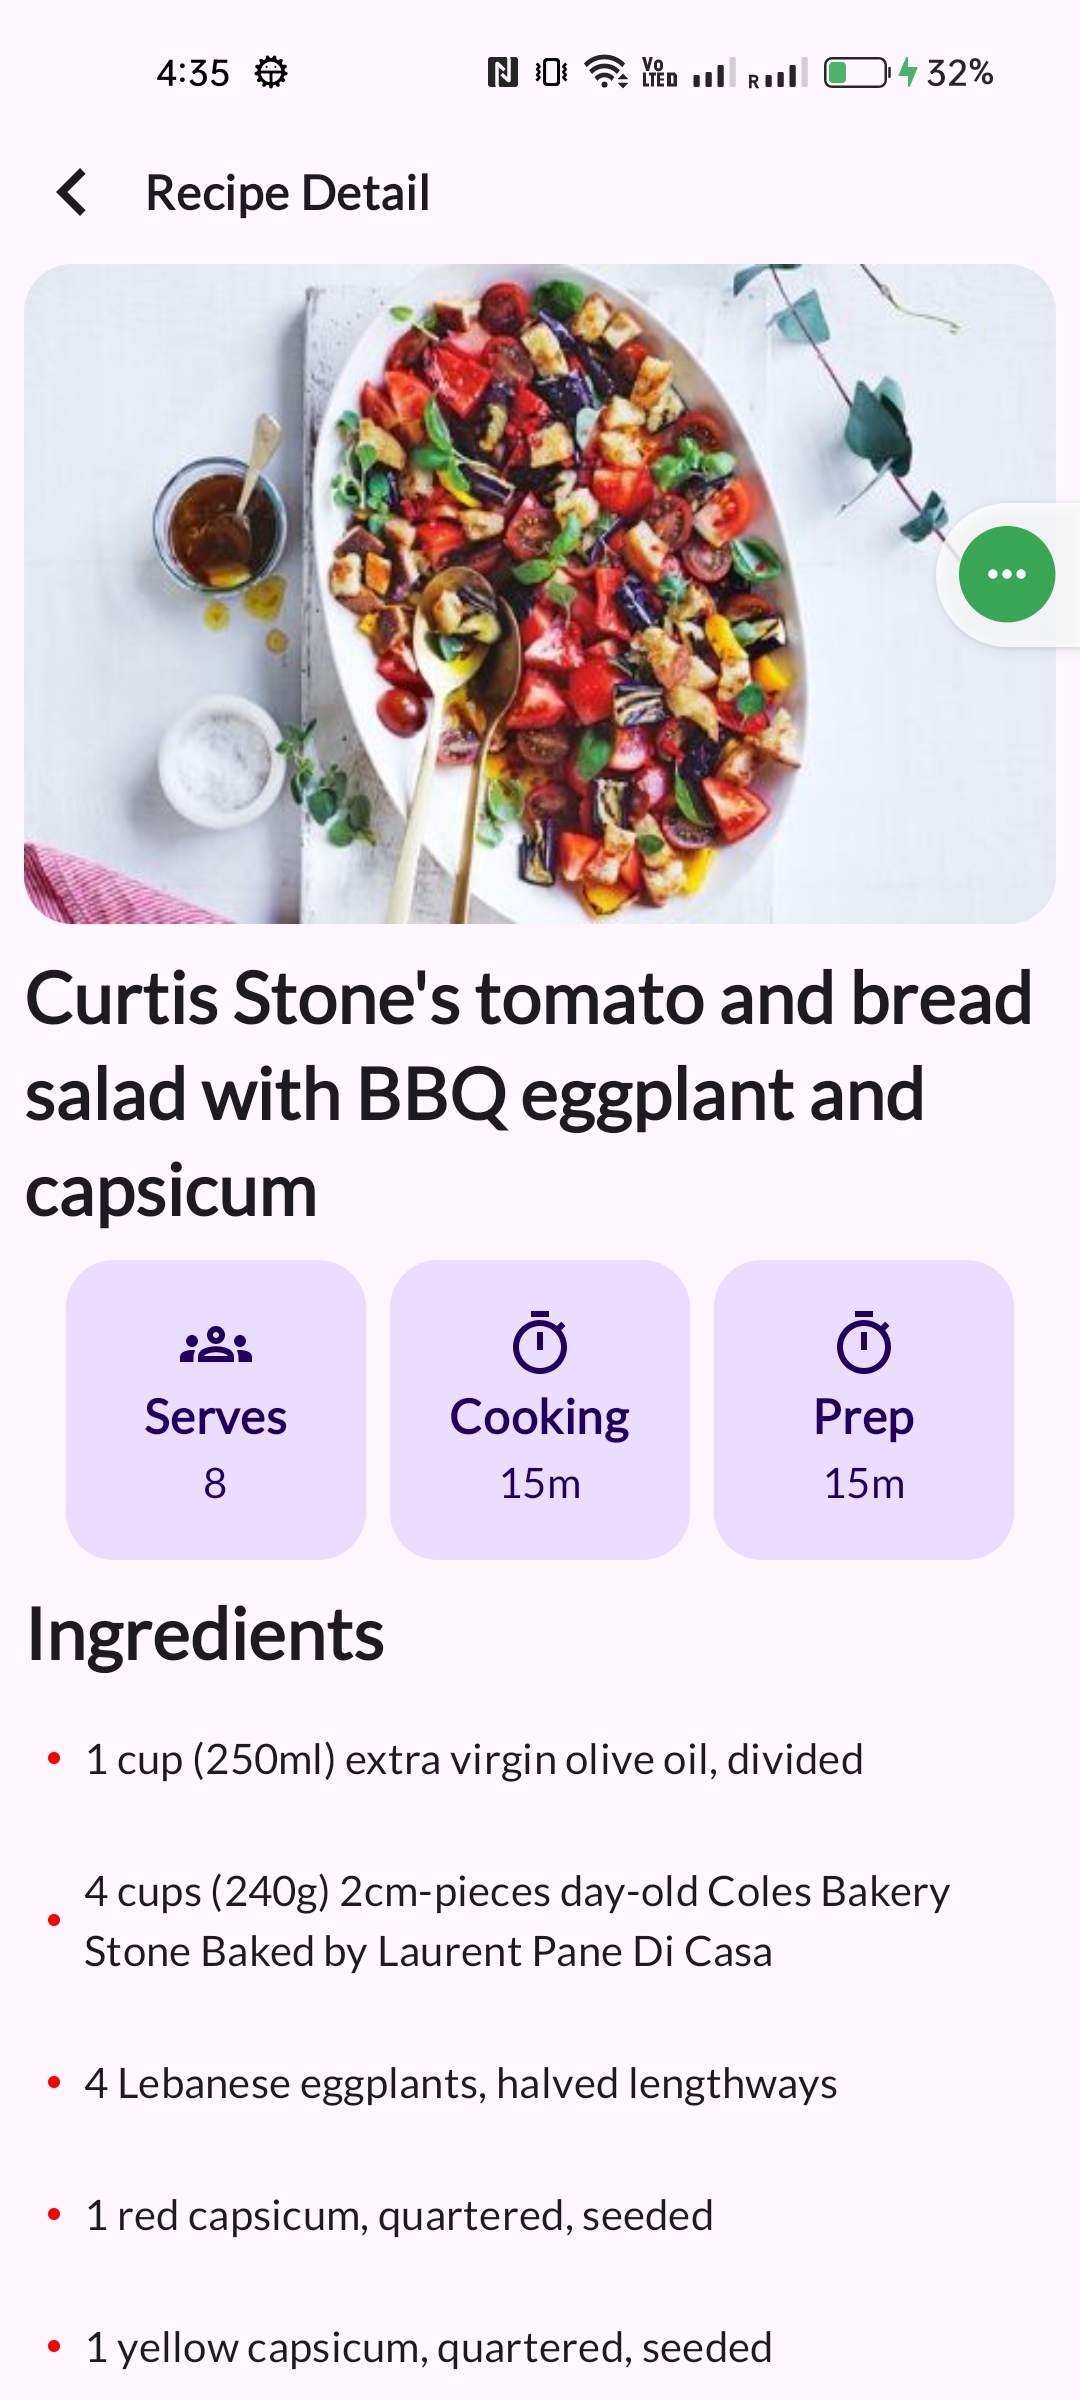 4:35
Vo
LTED
R
32%
Recipe Detail
Curtis Stone's tomato and bread
salad with BBQ eggplant and
capsicum
Serves
8
Cooking
15m
Prep
15m
Ingredients
1 cup (250ml) extra virgin olive oil, divided
4 cups (240g) 2cm-pieces day-old Coles Bakery
Stone Baked by Laurent Pane Di Casa
4 Lebanese eggplants, halved lengthways
1 red capsicum, quartered, seeded
1 yellow capsicum, quartered, seeded